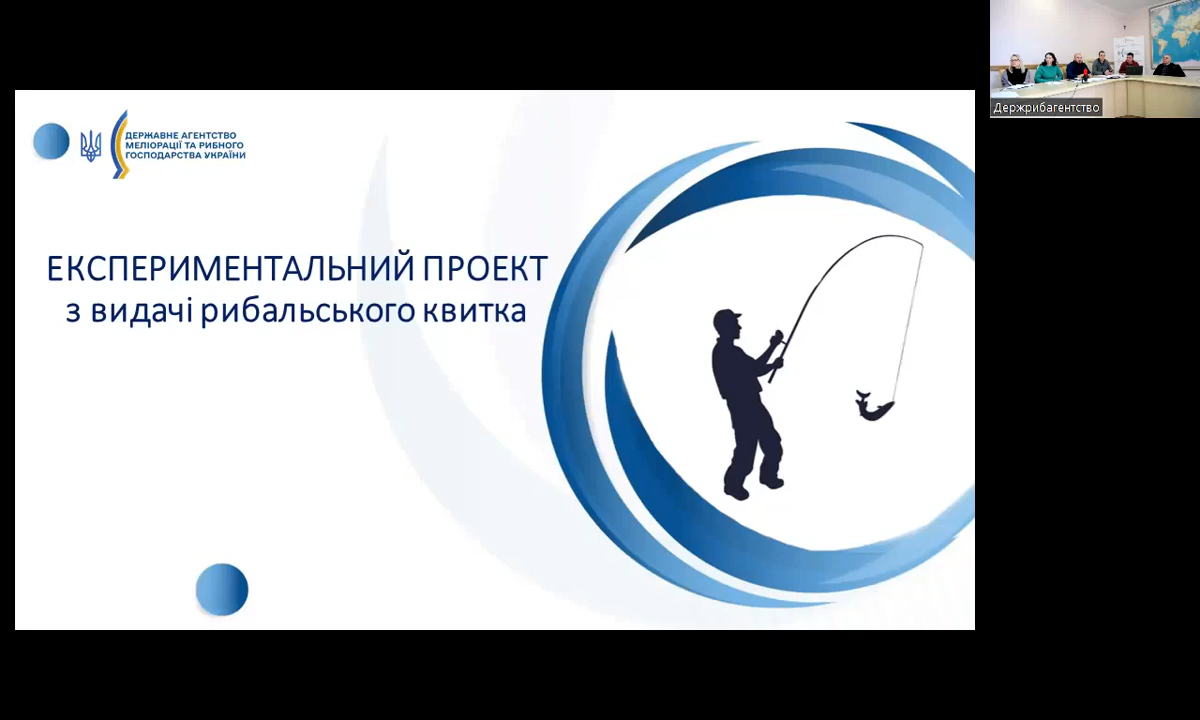 ДЕРЖАВНЕ АГЕНТСТВО
МЕЛІОРАЦІЇ ТА РИБНОГО
ГОСПОДАРСТВА УКРАЇНИ
ЕКСПЕРИМЕНТАЛЬНИЙ ПРОЕКТ
з видачі рибальського квитка
Держрибагентство